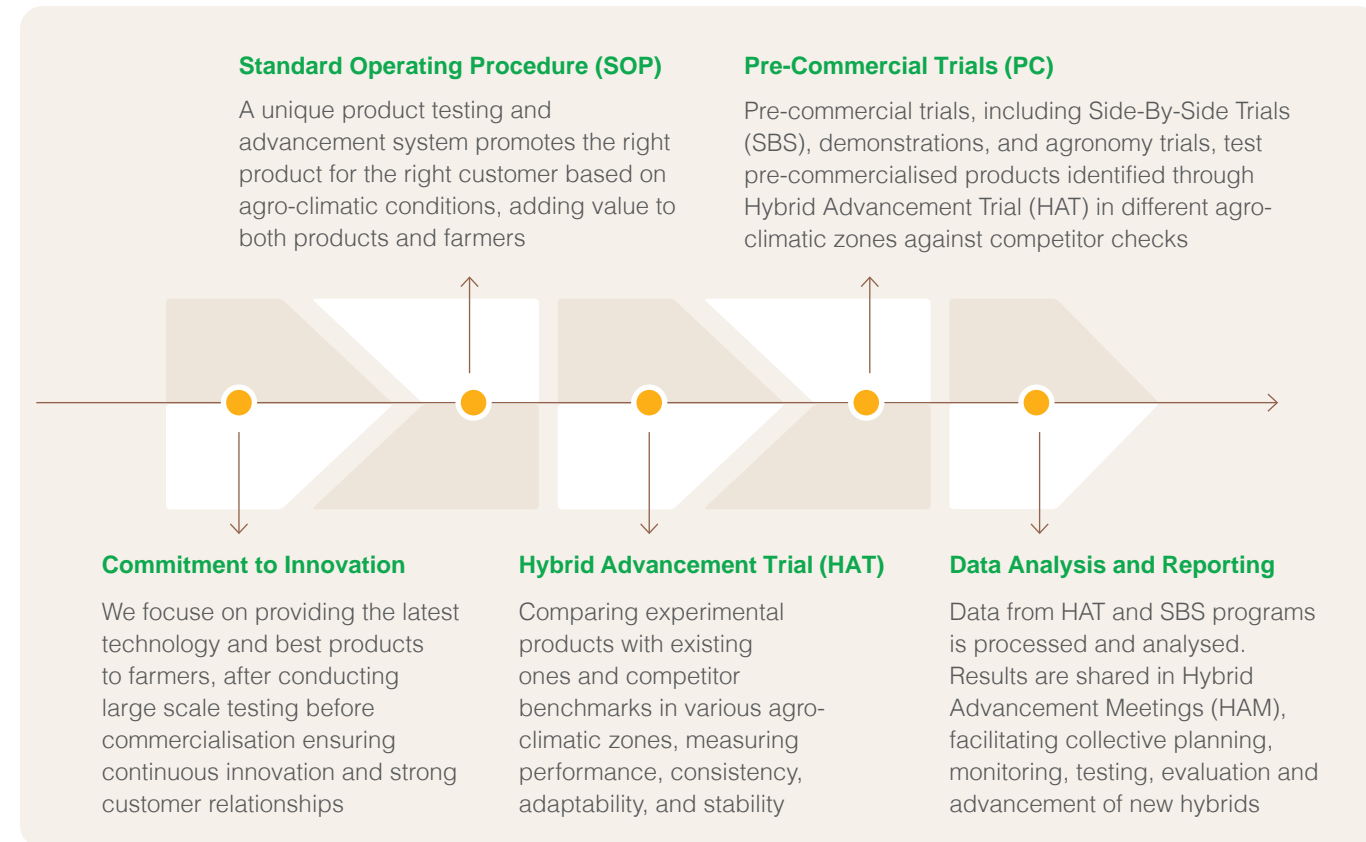 Standard Operating Procedure (SOP)
A unique product testing and
advancement system promotes the right
product for the right customer based on
agro-climatic conditions, adding value to
both products and farmers
Pre-Commercial Trials (PC)
Pre-commercial trials, including Side-By-Side Trials
(SBS), demonstrations, and agronomy trials, test
pre-commercialised products identified through
Hybrid Advancement Trial (HAT) in different agro-
climatic zones against competitor checks
Commitment to Innovation
We focuse on providing the latest
technology and best products
to farmers, after conducting
large scale testing before
commercialisation ensuring
continuous innovation and strong
customer relationships
Hybrid Advancement Trial (HAT)
Comparing experimental
products with existing
ones and competitor
benchmarks in various agro-
climatic zones, measuring
performance, consistency,
adaptability, and stability
Data Analysis and Reporting
Data from HAT and SBS programs
is processed and analysed.
Results are shared in Hybrid
Advancement Meetings (HAM),
facilitating collective planning,
monitoring, testing, evaluation and
advancement of new hybrids